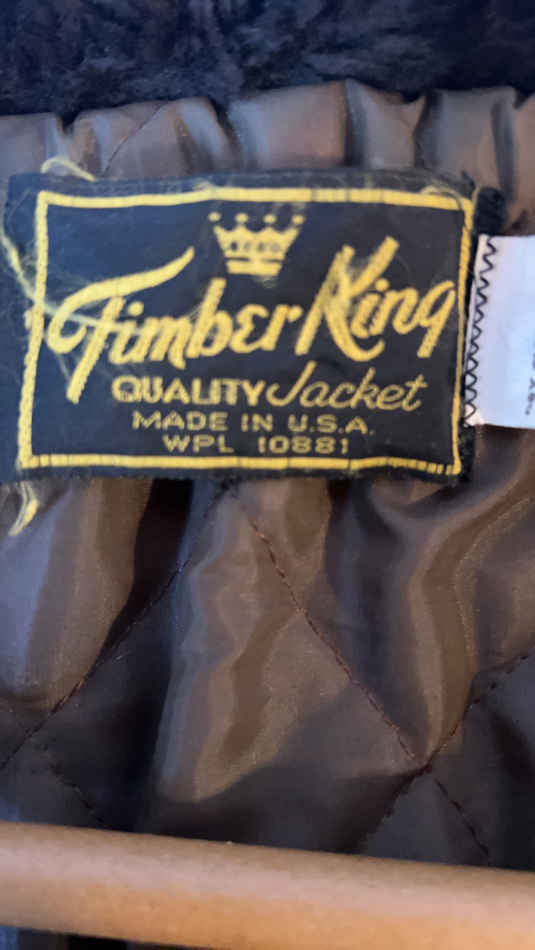 Timber King
QUALITY Jacket
MADE IN U.S.A.
WPL 10881